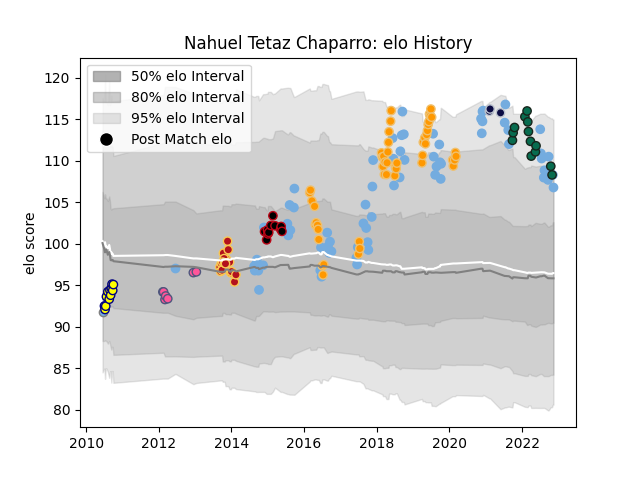 Nahuel Tetaz Chaparro: elo History
50% elo Interval
80% elo Interval
95% elo Interval
Post Match elo
elo score
120
115
110
105
100
95
90
85
80
2010 2012 2014 2016 2018 2020 2022